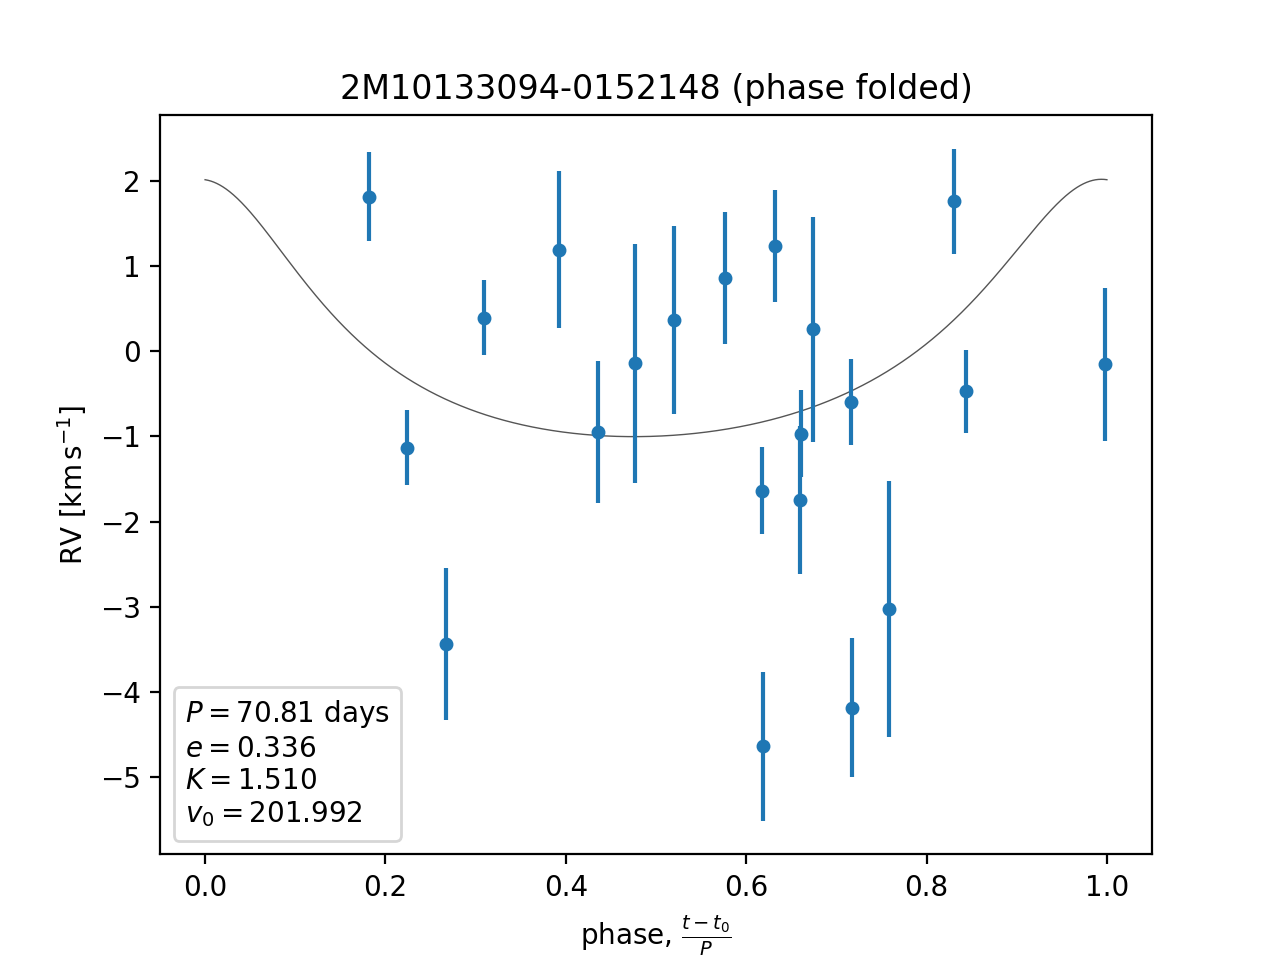 2M10133094-0152148 (phase folded)
RV [km s⁻¹]
2
1
0
−1
−2
−3
−4
−5
P = 70.81 days
e = 0.336
K = 1.510
v₀ = 201.992
0.0 0.2 0.4 0.6 0.8 1.0
phase, (t − t₀)/P